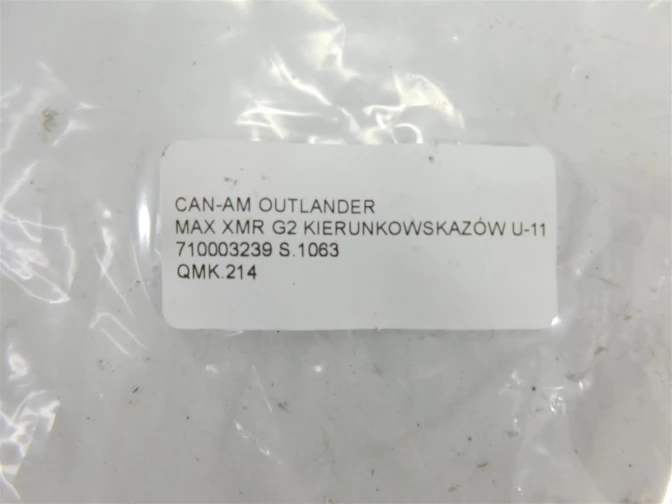 CAN-AM OUTLANDER
MAX XMR G2 KIERUNKOWSKAZÓW U-11
710003239 S.1063
QMK.214